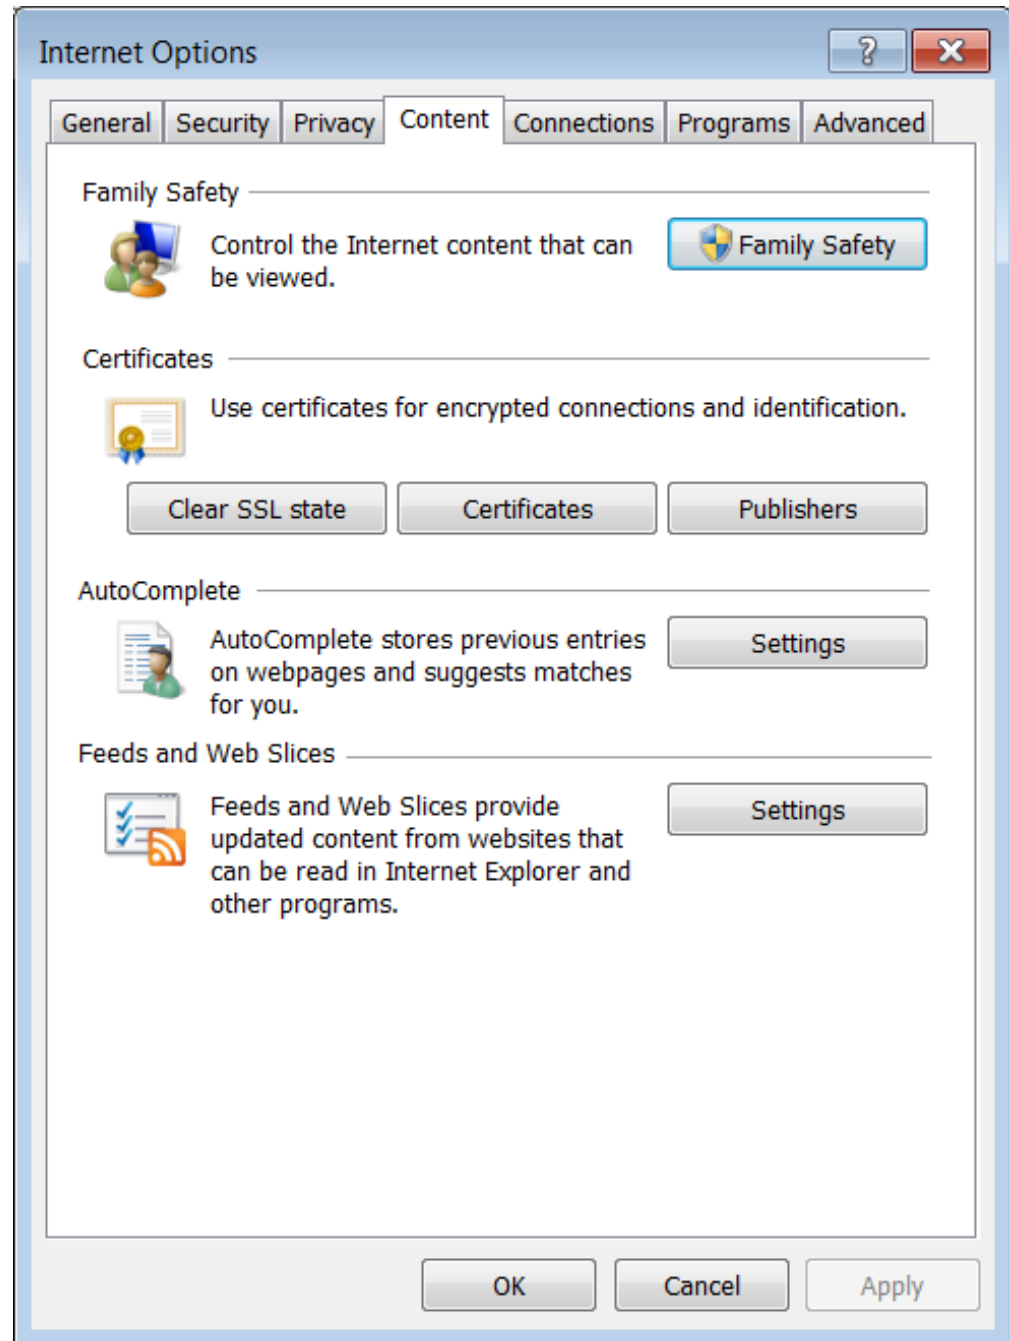 Internet Options
?
General Security Privacy Content Connections Programs Advanced
Family Safety
Control the Internet content that can
be viewed.
Family Safety
Certificates
Use certificates for encrypted connections and identification.
Clear SSL state Certificates Publishers
AutoComplete
AutoComplete stores previous entries
on webpages and suggests matches
for you.
Settings
Feeds and Web Slices
Feeds and Web Slices provide
updated content from websites that
can be read in Internet Explorer and
other programs.
Settings
OK Cancel Apply